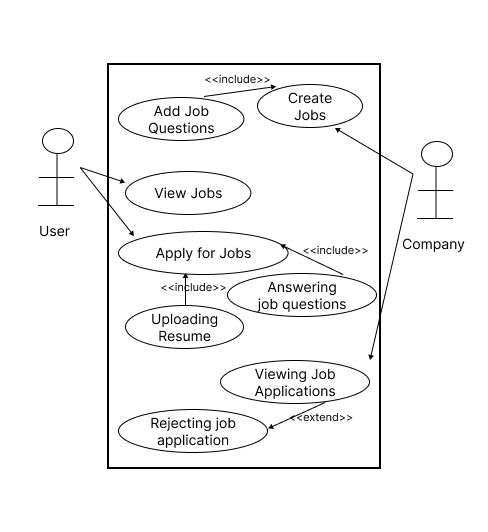 <<include>>
Add Job
Questions
Create
Jobs
User
View Jobs
Company
Apply for Jobs
<<include>>
<<include>>
Answering
job questions
Uploading
Resume
Viewing Job
Applications
Rejecting job
application
<<extend>>